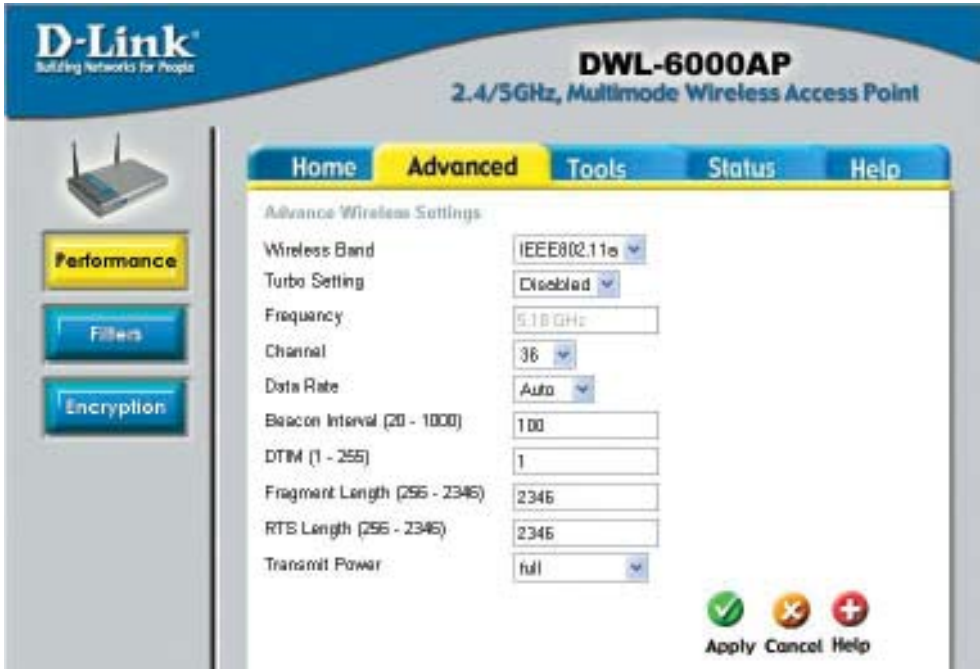 D-Link
Building Networks for People
DWL-6000AP
2.4/5GHz, Multimode Wireless Access Point
Home Advanced Tools Status Help
Performance
Filters
Encryption
Advance Wireless Settings
Wireless Band IEEE802.11a
Turbo Setting Disabled
Frequency 5.18 GHz
Channel 36
Data Rate Auto
Beacon Interval (20 - 1000) 100
DTIM (1 - 255) 1
Fragment Length (256 - 2346) 2346
RTS Length (256 - 2346) 2346
Transmit Power full
Apply Cancel Help